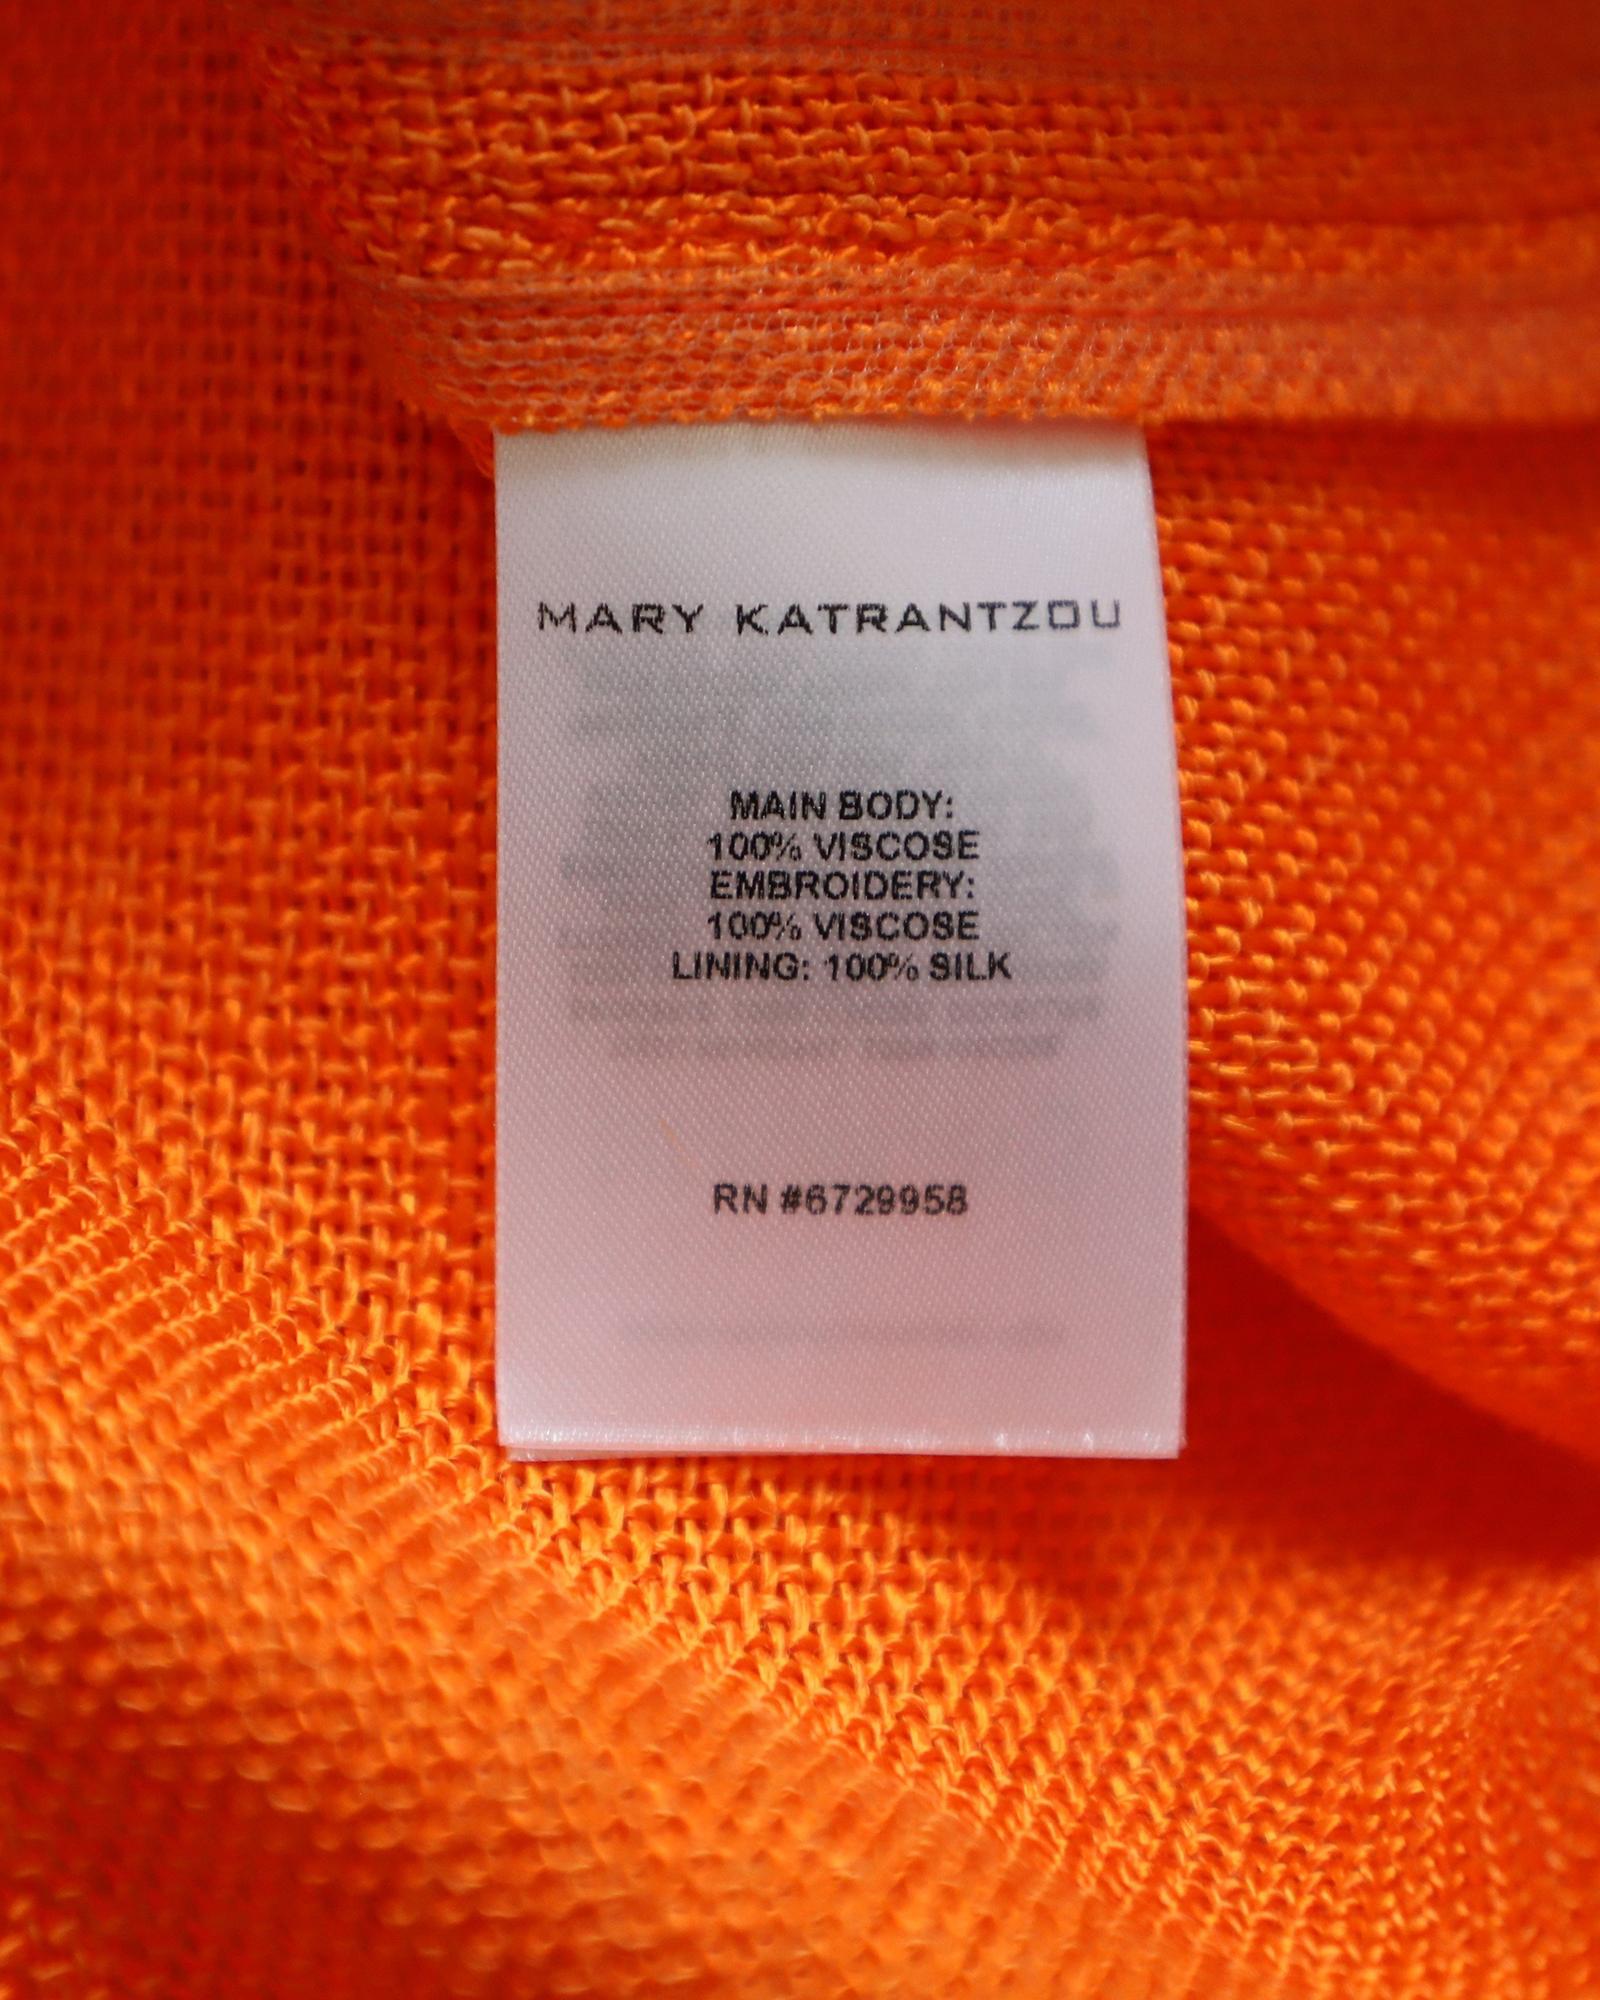 MARY KATRANTZOU
MAIN BODY:
100% VISCOSE
EMBROIDERY:
100% VISCOSE
LINING: 100% SILK
RN #6729958